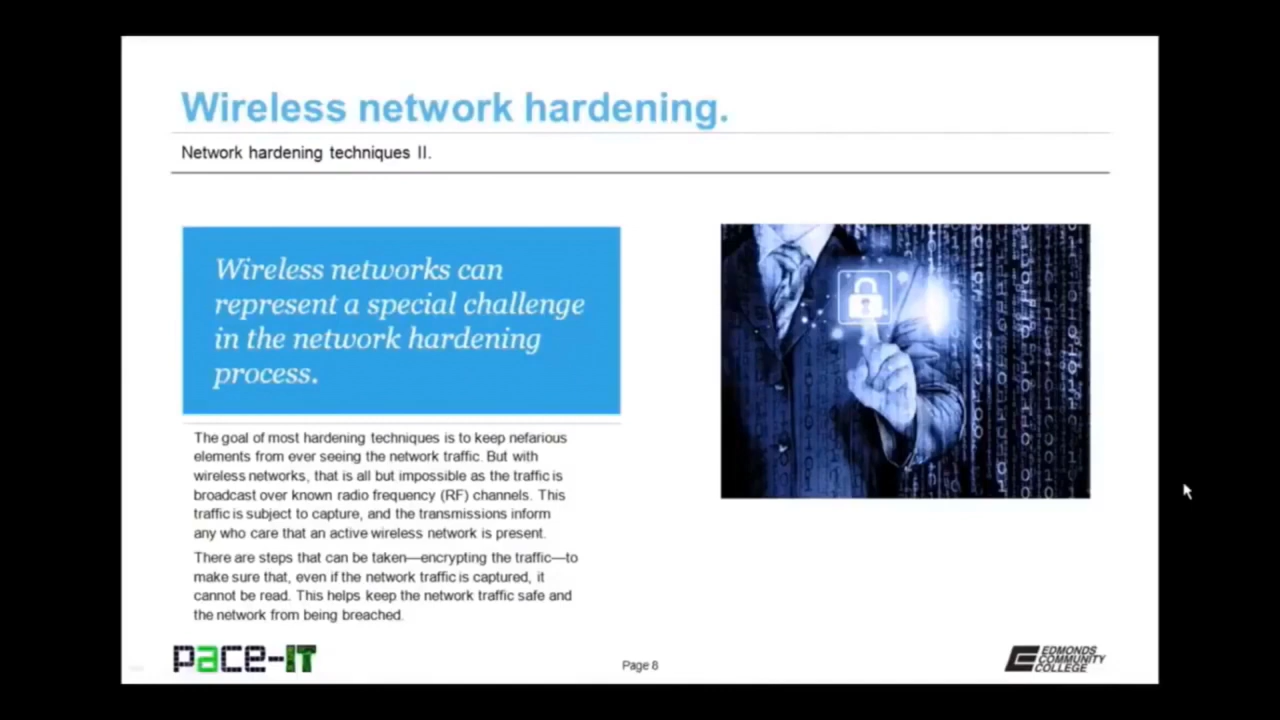 Wireless network hardening.
Network hardening techniques II.
Wireless networks can
represent a special challenge
in the network hardening
process.
The goal of most hardening techniques is to keep nefarious
elements from ever seeing the network traffic. But with
wireless networks, that is all but impossible as the traffic is
broadcast over known radio frequency (RF) channels. This
traffic is subject to capture, and the transmissions inform
any who care that an active wireless network is present.
There are steps that can be taken—encrypting the traffic—to
make sure that, even if the network traffic is captured, it
cannot be read. This helps keep the network traffic safe and
the network from being breached.
pace-IT
Page 8
EDMONDS
COMMUNITY
COLLEGE